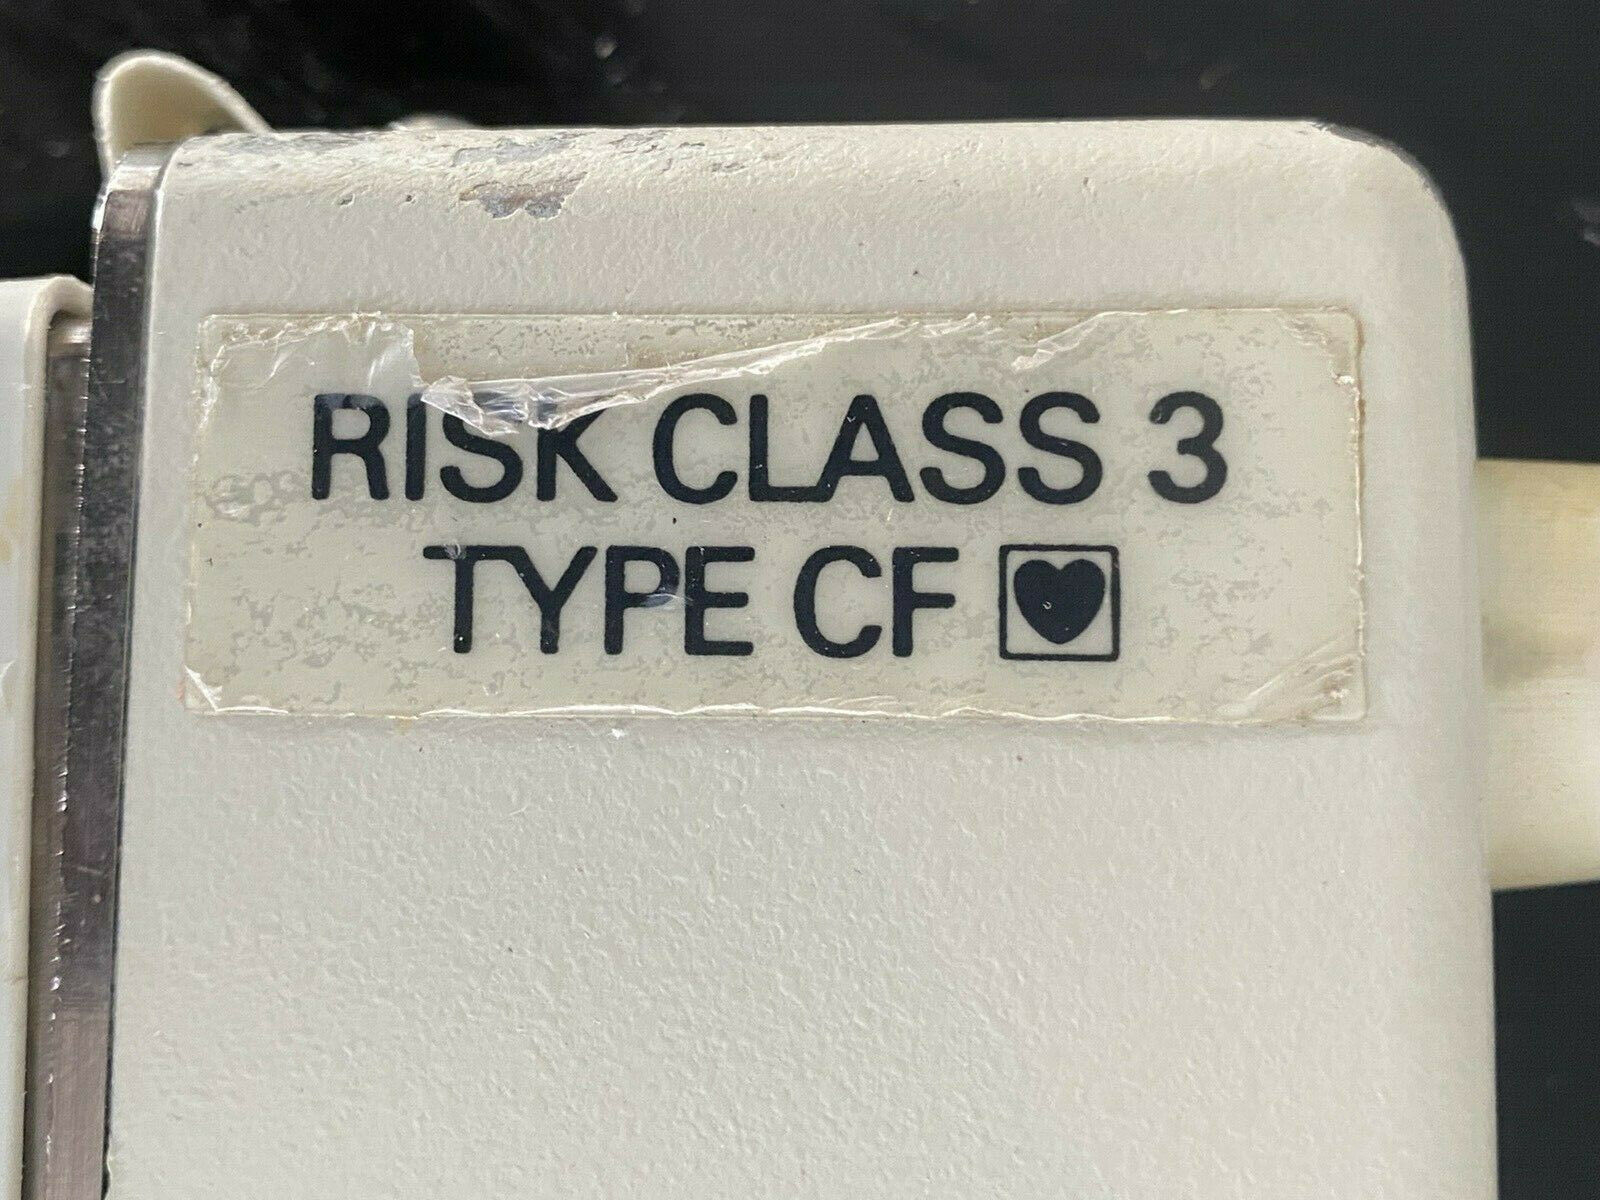 RISK CLASS 3
TYPE CF